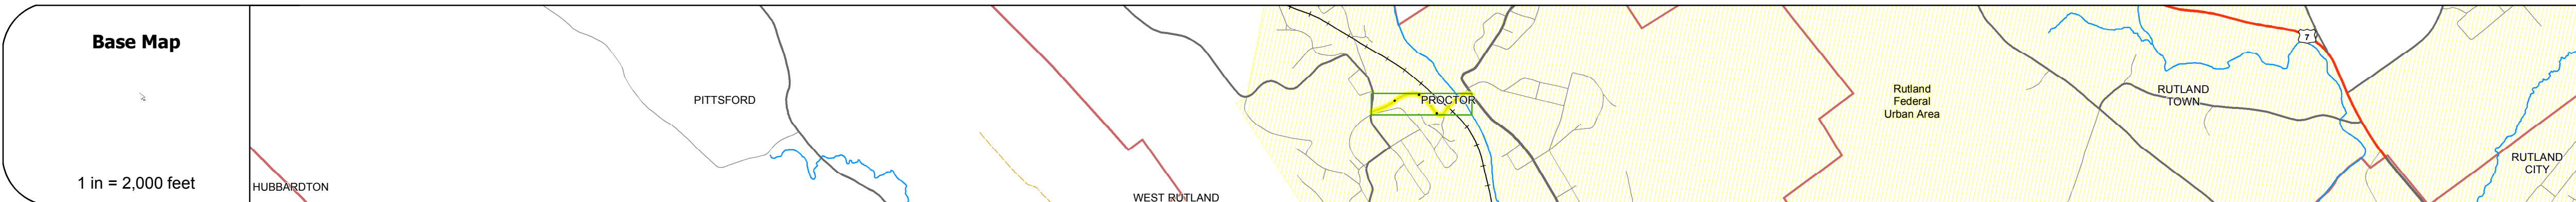 Base Map
1 in = 2,000 feet
HUBBARDTON
PITTSFORD
WEST RUTLAND
PROCTOR
Rutland
Federal
Urban Area
RUTLAND
TOWN
7
RUTLAND
CITY